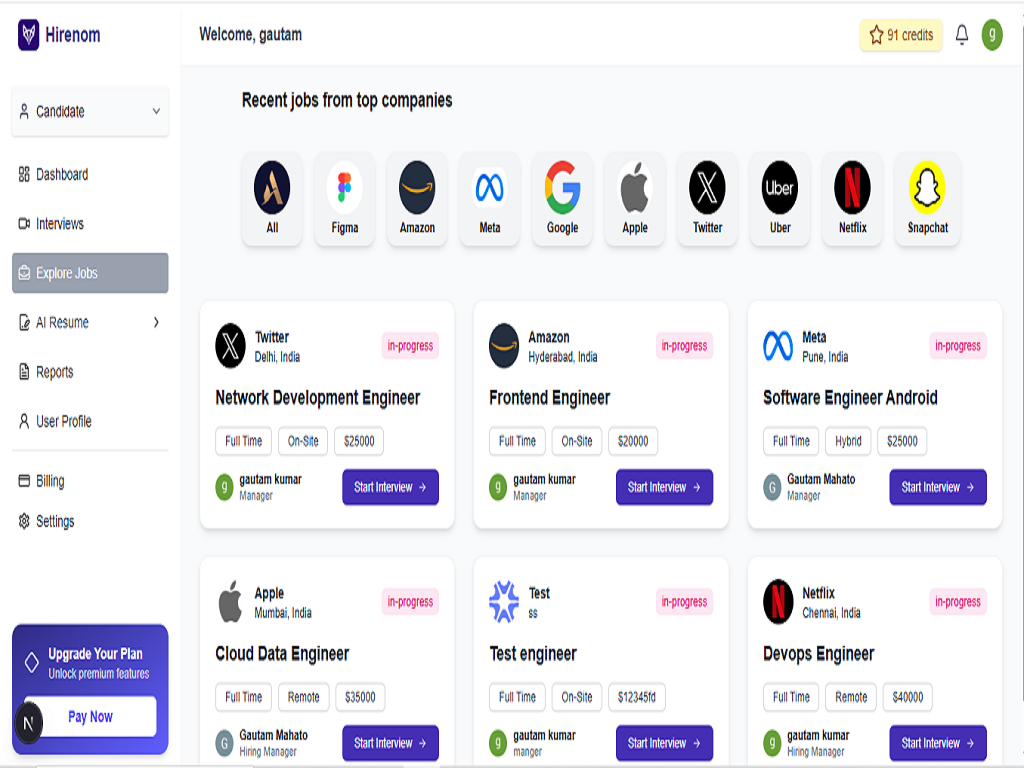 Hirenom
Welcome, gautam
91 credits
g
Candidate
Dashboard
Interviews
Explore Jobs
AI Resume
Reports
User Profile
Billing
Settings
Upgrade Your Plan
Unlock premium features
Pay Now
N
Recent jobs from top companies
Uber
All
Figma
Amazon
Meta
Google
Apple
Twitter
Uber
Netflix
Snapchat
Twitter
Delhi, India
in-progress
Network Development Engineer
Full Time
On-Site
$25000
g
gautam kumar
Manager
Start Interview →
Amazon
Hyderabad, India
in-progress
Frontend Engineer
Full Time
On-Site
$20000
g
gautam kumar
Manager
Start Interview →
Meta
Pune, India
in-progress
Software Engineer Android
Full Time
Hybrid
$25000
G
Gautam Mahato
Manager
Start Interview →
Apple
Mumbai, India
in-progress
Cloud Data Engineer
Full Time
Remote
$35000
G
Gautam Mahato
Hiring Manager
Start Interview →
Test
ss
in-progress
Test engineer
Full Time
On-Site
$12345fd
g
gautam kumar
manger
Start Interview →
Netflix
Chennai, India
in-progress
Devops Engineer
Full Time
Remote
$40000
g
gautam kumar
Hiring Manager
Start Interview →